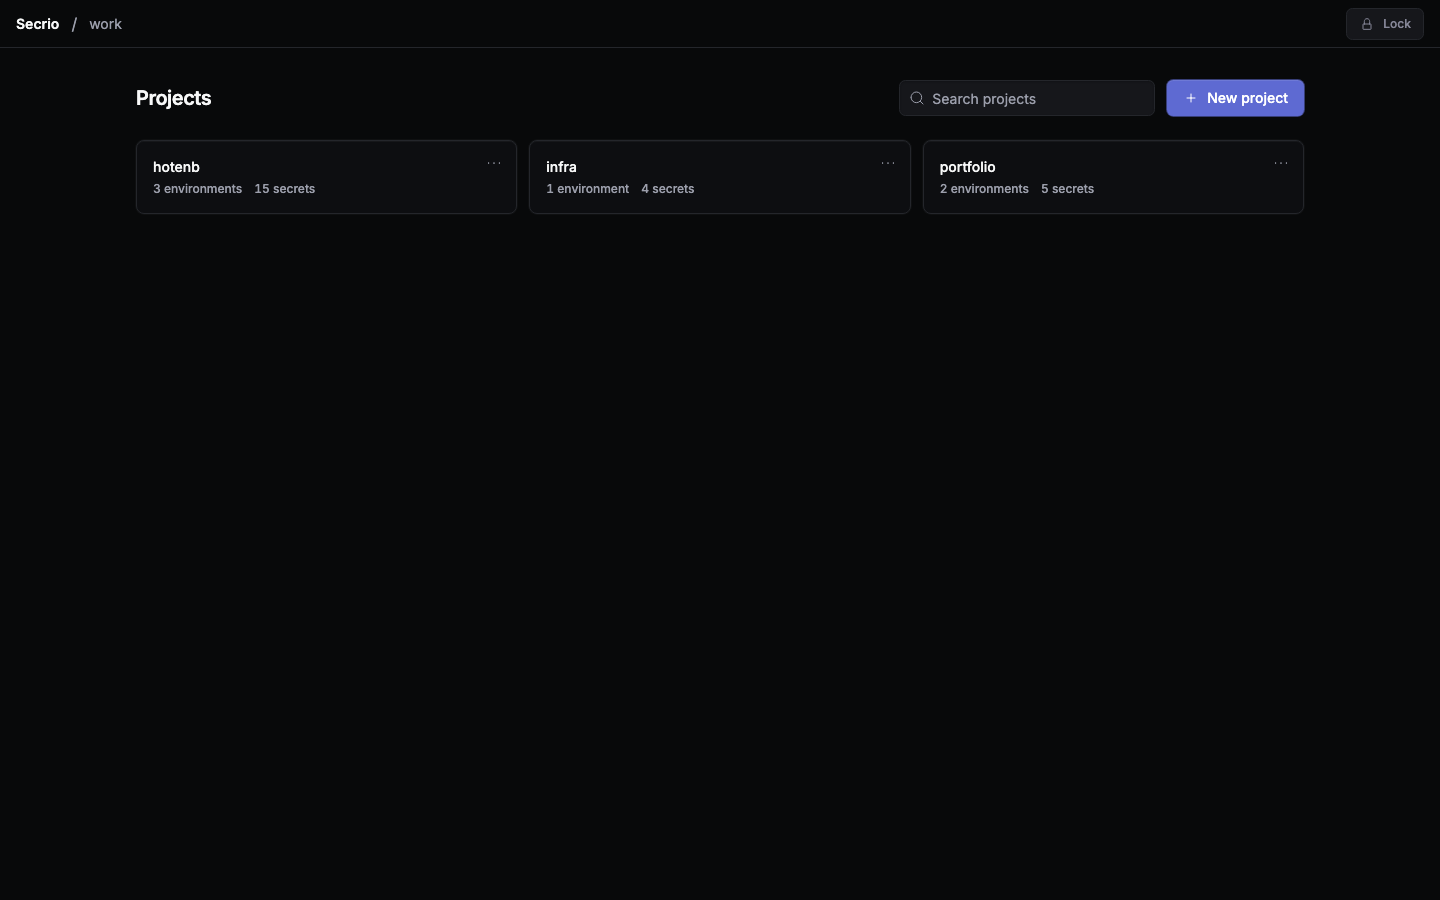 Secrio / work
Lock
Projects
Search projects
+ New project
hotenb ...
3 environments 15 secrets
infra ...
1 environment 4 secrets
portfolio ...
2 environments 5 secrets